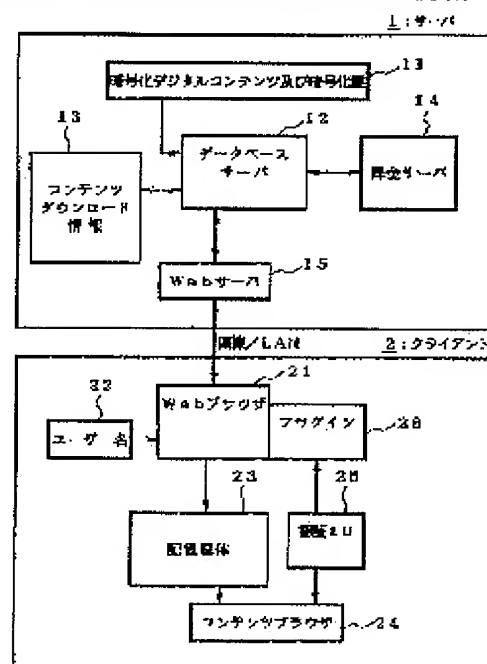 1：サーバ
11
暗号化デジタルコンテンツ及び暗号化鍵
13
12
14
データベース
サーバ
コンテンツ
ダウンロード
情報
課金サーバ
15
Webサーバ
回線／LAN
2：クライアント
21
22
Webブラウザ
プラグイン
ユーザ名
23
記憶媒体
コンテンツブラウザ
24